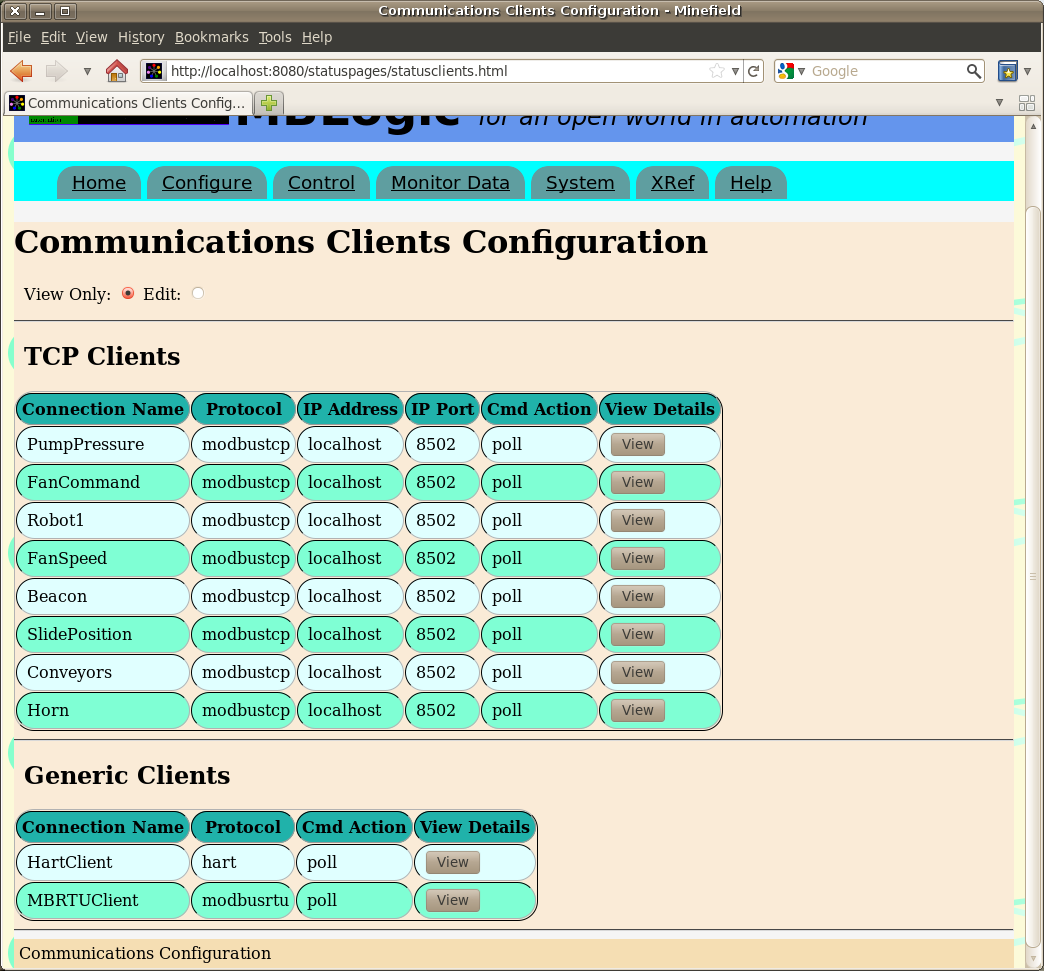 Communications Clients Configuration - Minefield
File Edit View History Bookmarks Tools Help
http://localhost:8080/statuspages/statusclients.html Google
Communications Clients Config...
MBLogic for an open world in automation
Home Configure Control Monitor Data System XRef Help
Communications Clients Configuration
View Only: Edit:
TCP Clients
Connection Name Protocol IP Address IP Port Cmd Action View Details
PumpPressure modbustcp localhost 8502 poll View
FanCommand modbustcp localhost 8502 poll View
Robot1 modbustcp localhost 8502 poll View
FanSpeed modbustcp localhost 8502 poll View
Beacon modbustcp localhost 8502 poll View
SlidePosition modbustcp localhost 8502 poll View
Conveyors modbustcp localhost 8502 poll View
Horn modbustcp localhost 8502 poll View
Generic Clients
Connection Name Protocol Cmd Action View Details
HartClient hart poll View
MBRTUClient modbusrtu poll View
Communications Configuration